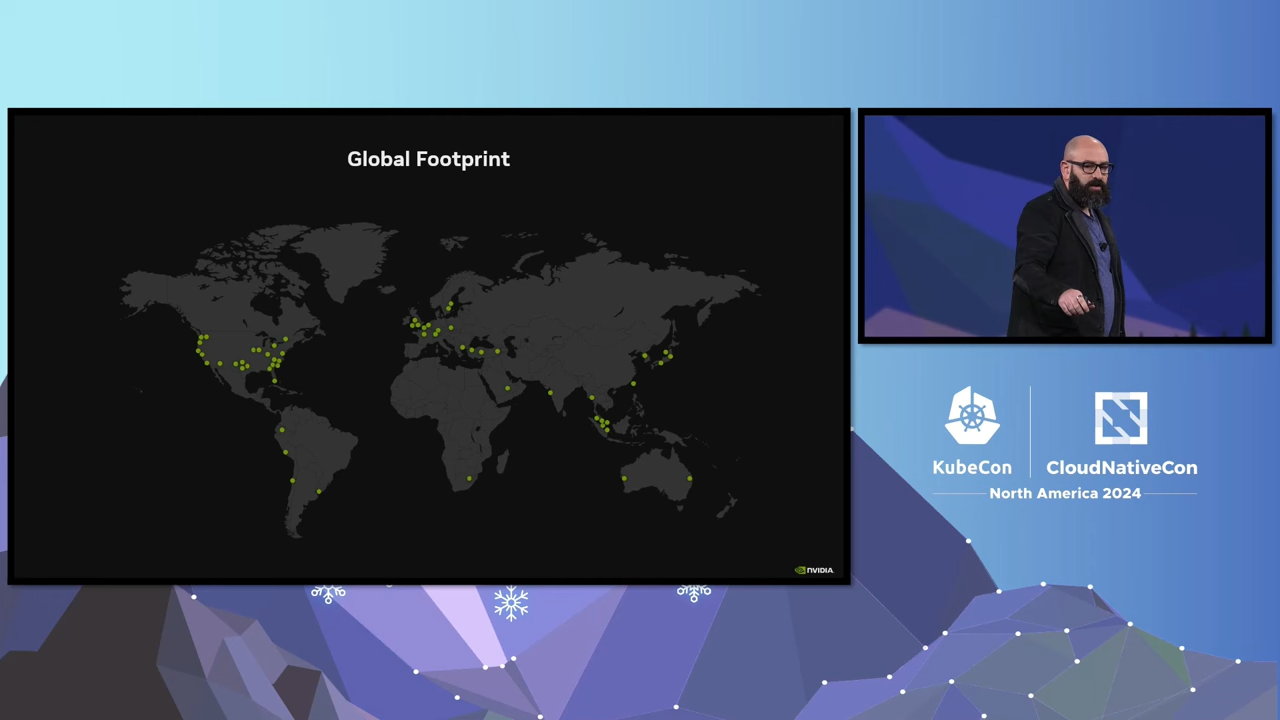 Global Footprint
NVIDIA
KubeCon
CloudNativeCon
North America 2024